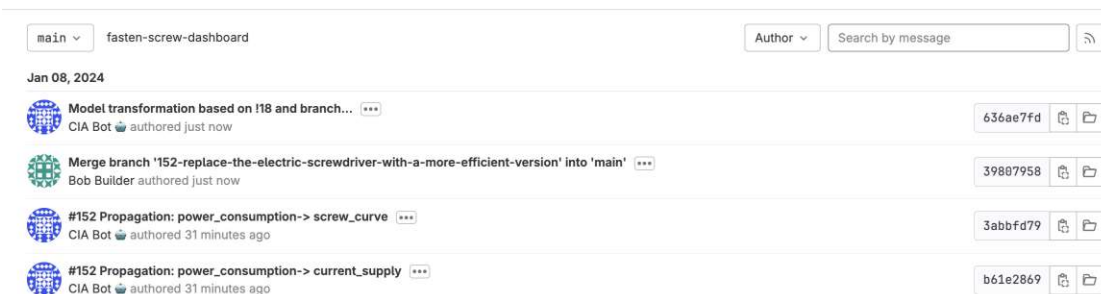 main fasten-screw-dashboard Author Search by message
Jan 08, 2024
Model transformation based on !18 and branch...
CIA Bot authored just now
636ae7fd
Merge branch '152-replace-the-electric-screwdriver-with-a-more-efficient-version' into 'main'
Bob Builder authored just now
39807958
#152 Propagation: power_consumption-> screw_curve
CIA Bot authored 31 minutes ago
3abbfd79
#152 Propagation: power_consumption-> current_supply
CIA Bot authored 31 minutes ago
b61e2869